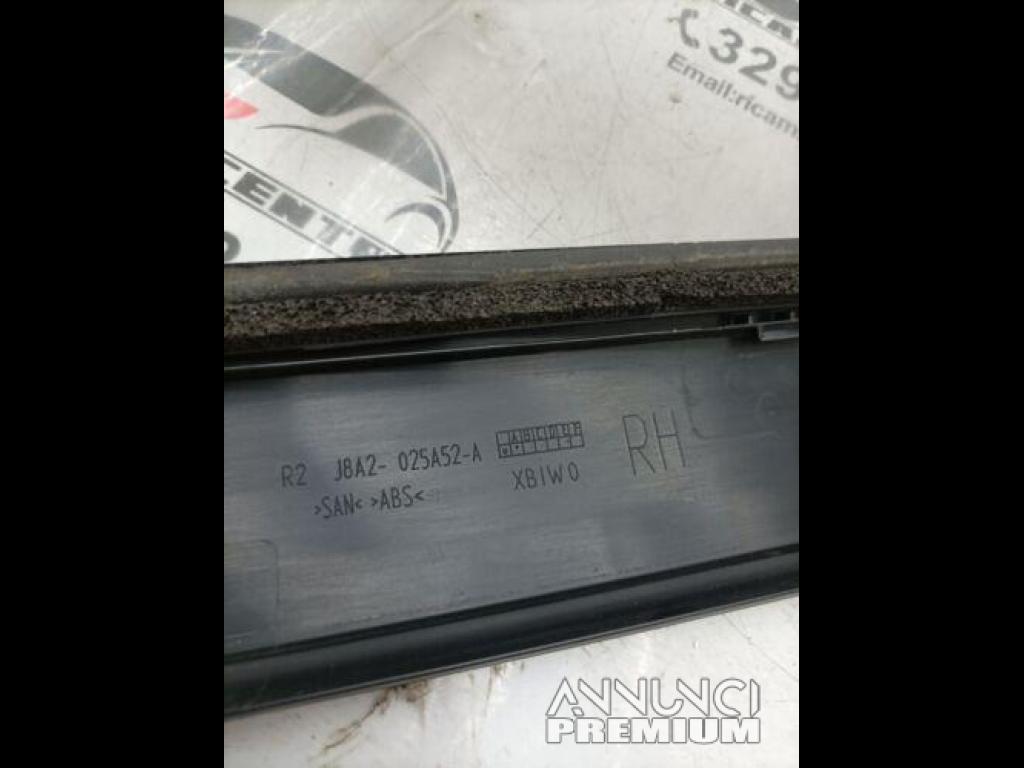 329
Email:ricam
CENT
R2 J8A2- 025A52-A
XBIW0
RH
>SAN< >ABS<
ANNUNCI
PREMIUM